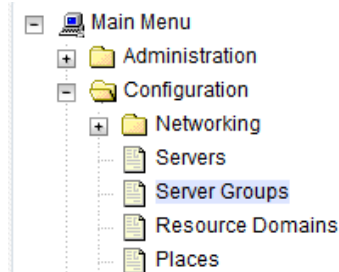 Main Menu
Administration
Configuration
Networking
Servers
Server Groups
Resource Domains
Places